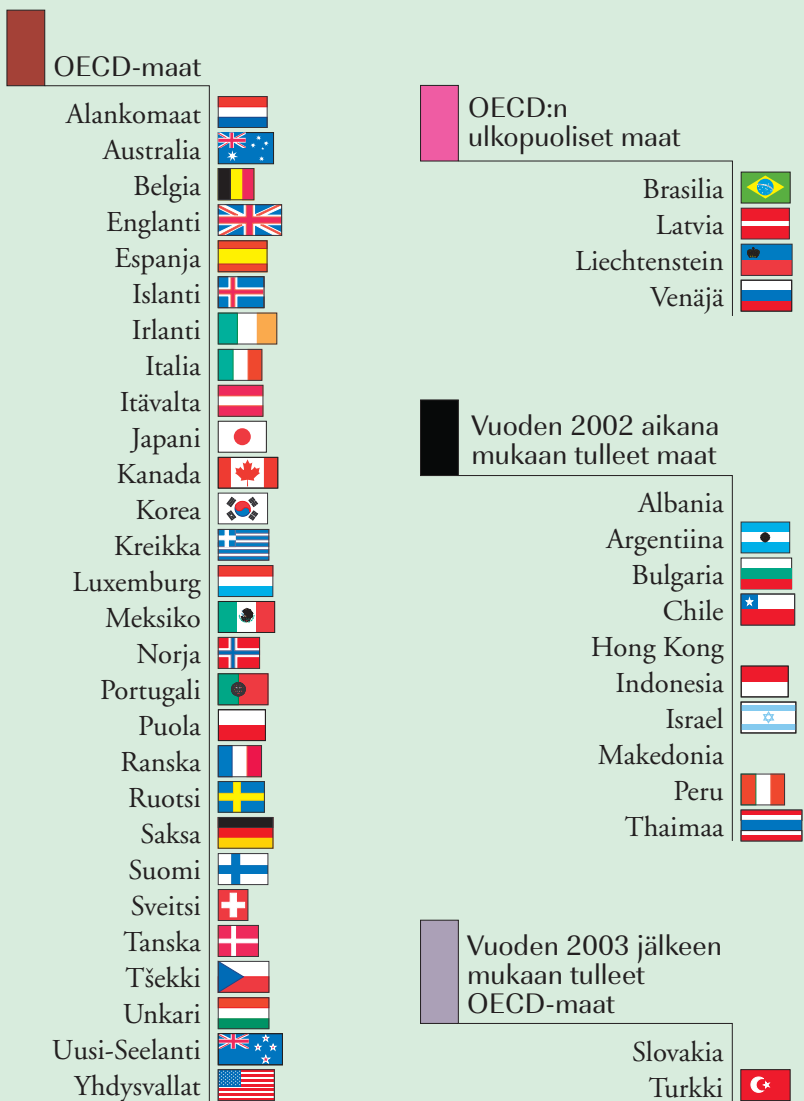 OECD-maat
Alankomaat
Australia
Belgia
Englanti
Espanja
Islanti
Irlanti
Italia
Itävalta
Japani
Kanada
Korea
Kreikka
Luxemburg
Meksiko
Norja
Portugali
Puola
Ranska
Ruotsi
Saksa
Suomi
Sveitsi
Tanska
Tšekki
Unkari
Uusi-Seelanti
Yhdysvallat
OECD:n
ulkopuoliset maat
Brasilia
Latvia
Liechtenstein
Venäjä
Vuoden 2002 aikana
mukaan tulleet maat
Albania
Argentiina
Bulgaria
Chile
Hong Kong
Indonesia
Israel
Makedonia
Peru
Thaimaa
Vuoden 2003 jälkeen
mukaan tulleet
OECD-maat
Slovakia
Turkki